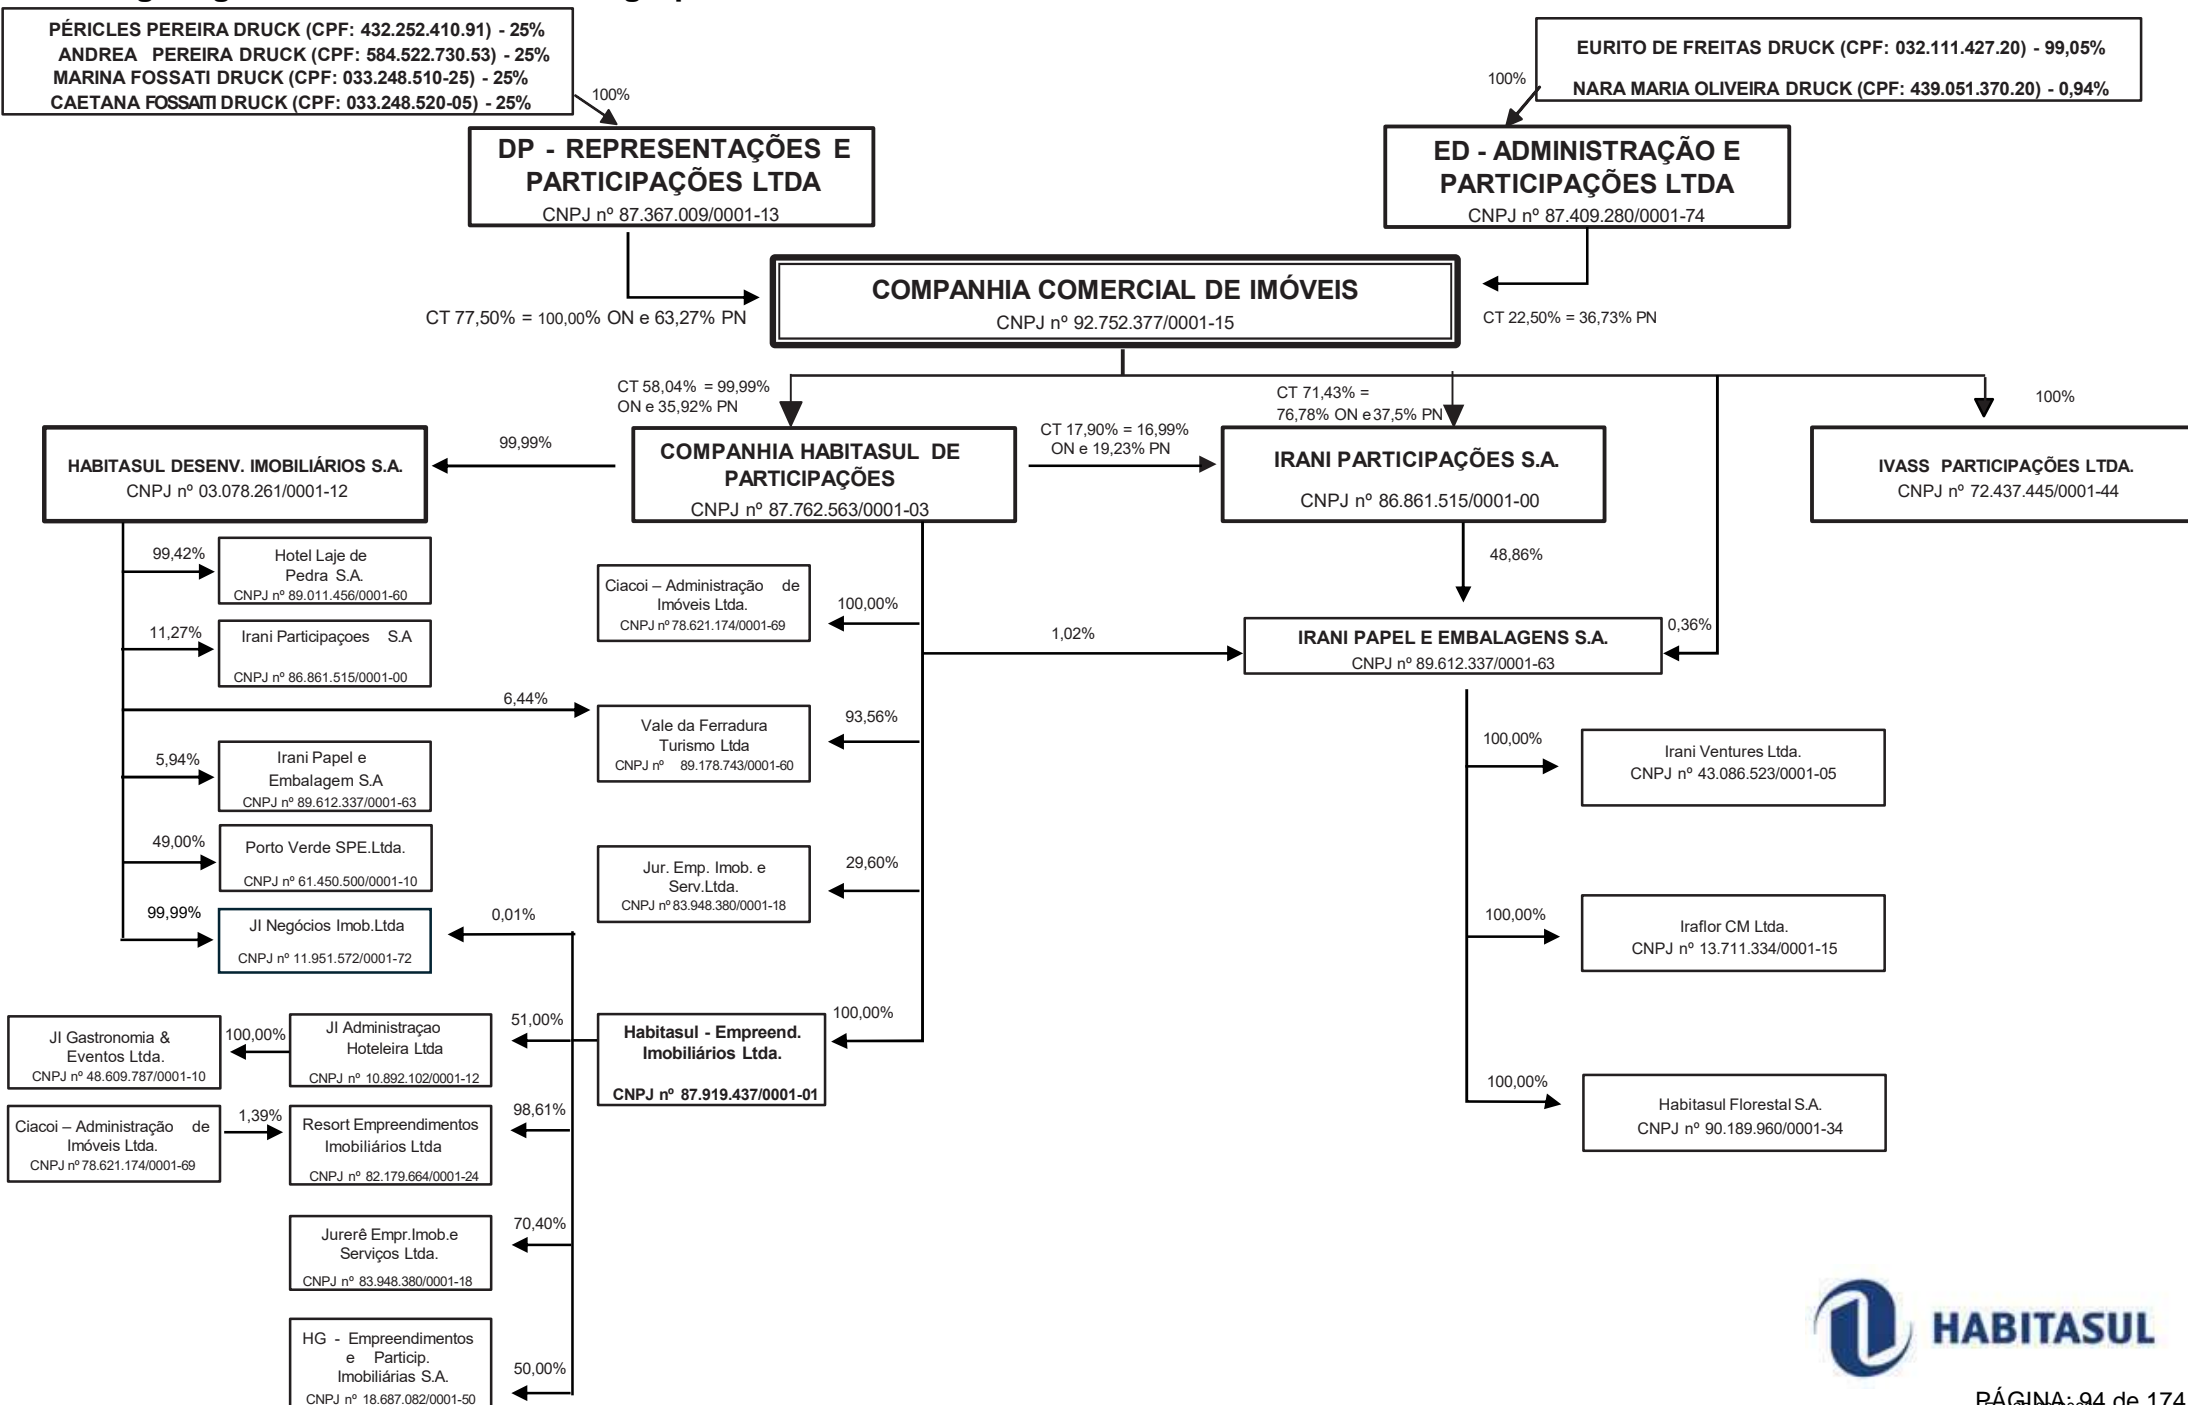 PÉRICLES PEREIRA DRUCK (CPF: 432.252.410.91) - 25%
ANDREA PEREIRA DRUCK (CPF: 584.522.730.53) - 25%
MARINA FOSSATI DRUCK (CPF: 033.248.510-25) - 25%
CAETANA FOSSAITI DRUCK (CPF: 033.248.520-05) - 25%
EURITO DE FREITAS DRUCK (CPF: 032.111.427.20) - 99,05%
NARA MARIA OLIVEIRA DRUCK (CPF: 439.051.370.20) - 0,94%
100%
100%
DP - REPRESENTAÇÕES E
PARTICIPAÇÕES LTDA
CNPJ nº 87.367.009/0001-13
ED - ADMINISTRAÇÃO E
PARTICIPAÇÕES LTDA
CNPJ nº 87.409.280/0001-74
COMPANHIA COMERCIAL DE IMÓVEIS
CNPJ nº 92.752.377/0001-15
CT 77,50% = 100,00% ON e 63,27% PN
CT 22,50% = 36,73% PN
CT 58,04% = 99,99%
ON e 35,92% PN
CT 71,43% =
76,78% ON e 37,5% PN
100%
99,99%
CT 17,90% = 16,99%
ON e 19,23% PN
HABITASUL DESENV. IMOBILIÁRIOS S.A.
CNPJ nº 03.078.261/0001-12
COMPANHIA HABITASUL DE
PARTICIPAÇÕES
CNPJ nº 87.762.563/0001-03
IRANI PARTICIPAÇÕES S.A.
CNPJ nº 86.861.515/0001-00
IVASS PARTICIPAÇÕES LTDA.
CNPJ nº 72.437.445/0001-44
99,42%
Hotel Laje de
Pedra S.A.
CNPJ nº 89.011.456/0001-60
48,86%
Ciacoi – Administração de
Imóveis Ltda.
CNPJ nº 78.621.174/0001-69
100,00%
11,27%
Irani Participaçoes S.A
CNPJ nº 86.861.515/0001-00
1,02%
IRANI PAPEL E EMBALAGENS S.A.
CNPJ nº 89.612.337/0001-63
0,36%
6,44%
Vale da Ferradura
Turismo Ltda
CNPJ nº 89.178.743/0001-60
93,56%
5,94%
Irani Papel e
Embalagem S.A
CNPJ nº 89.612.337/0001-63
100,00%
Irani Ventures Ltda.
CNPJ nº 43.086.523/0001-05
49,00%
Porto Verde SPE.Ltda.
CNPJ nº 61.450.500/0001-10
Jur. Emp. Imob. e
Serv.Ltda.
CNPJ nº 83.948.380/0001-18
29,60%
99,99%
JI Negócios Imob.Ltda
CNPJ nº 11.951.572/0001-72
0,01%
100,00%
Iraflor CM Ltda.
CNPJ nº 13.711.334/0001-15
JI Gastronomia &
Eventos Ltda.
CNPJ nº 48.609.787/0001-10
100,00%
JI Administraçao
Hoteleira Ltda
CNPJ nº 10.892.102/0001-12
51,00%
Habitasul - Empreend.
Imobiliários Ltda.
CNPJ nº 87.919.437/0001-01
100,00%
100,00%
Habitasul Florestal S.A.
CNPJ nº 90.189.960/0001-34
Ciacoi – Administração de
Imóveis Ltda.
CNPJ nº 78.621.174/0001-69
1,39%
Resort Empreendimentos
Imobiliários Ltda
CNPJ nº 82.179.664/0001-24
98,61%
Jurerê Empr.Imob.e
Serviços Ltda.
CNPJ nº 83.948.380/0001-18
70,40%
HG - Empreendimentos
e Particip.
Imobiliárias S.A.
CNPJ nº 18.687.082/0001-50
50,00%
HABITASUL
PÁGINA: 94 de 174